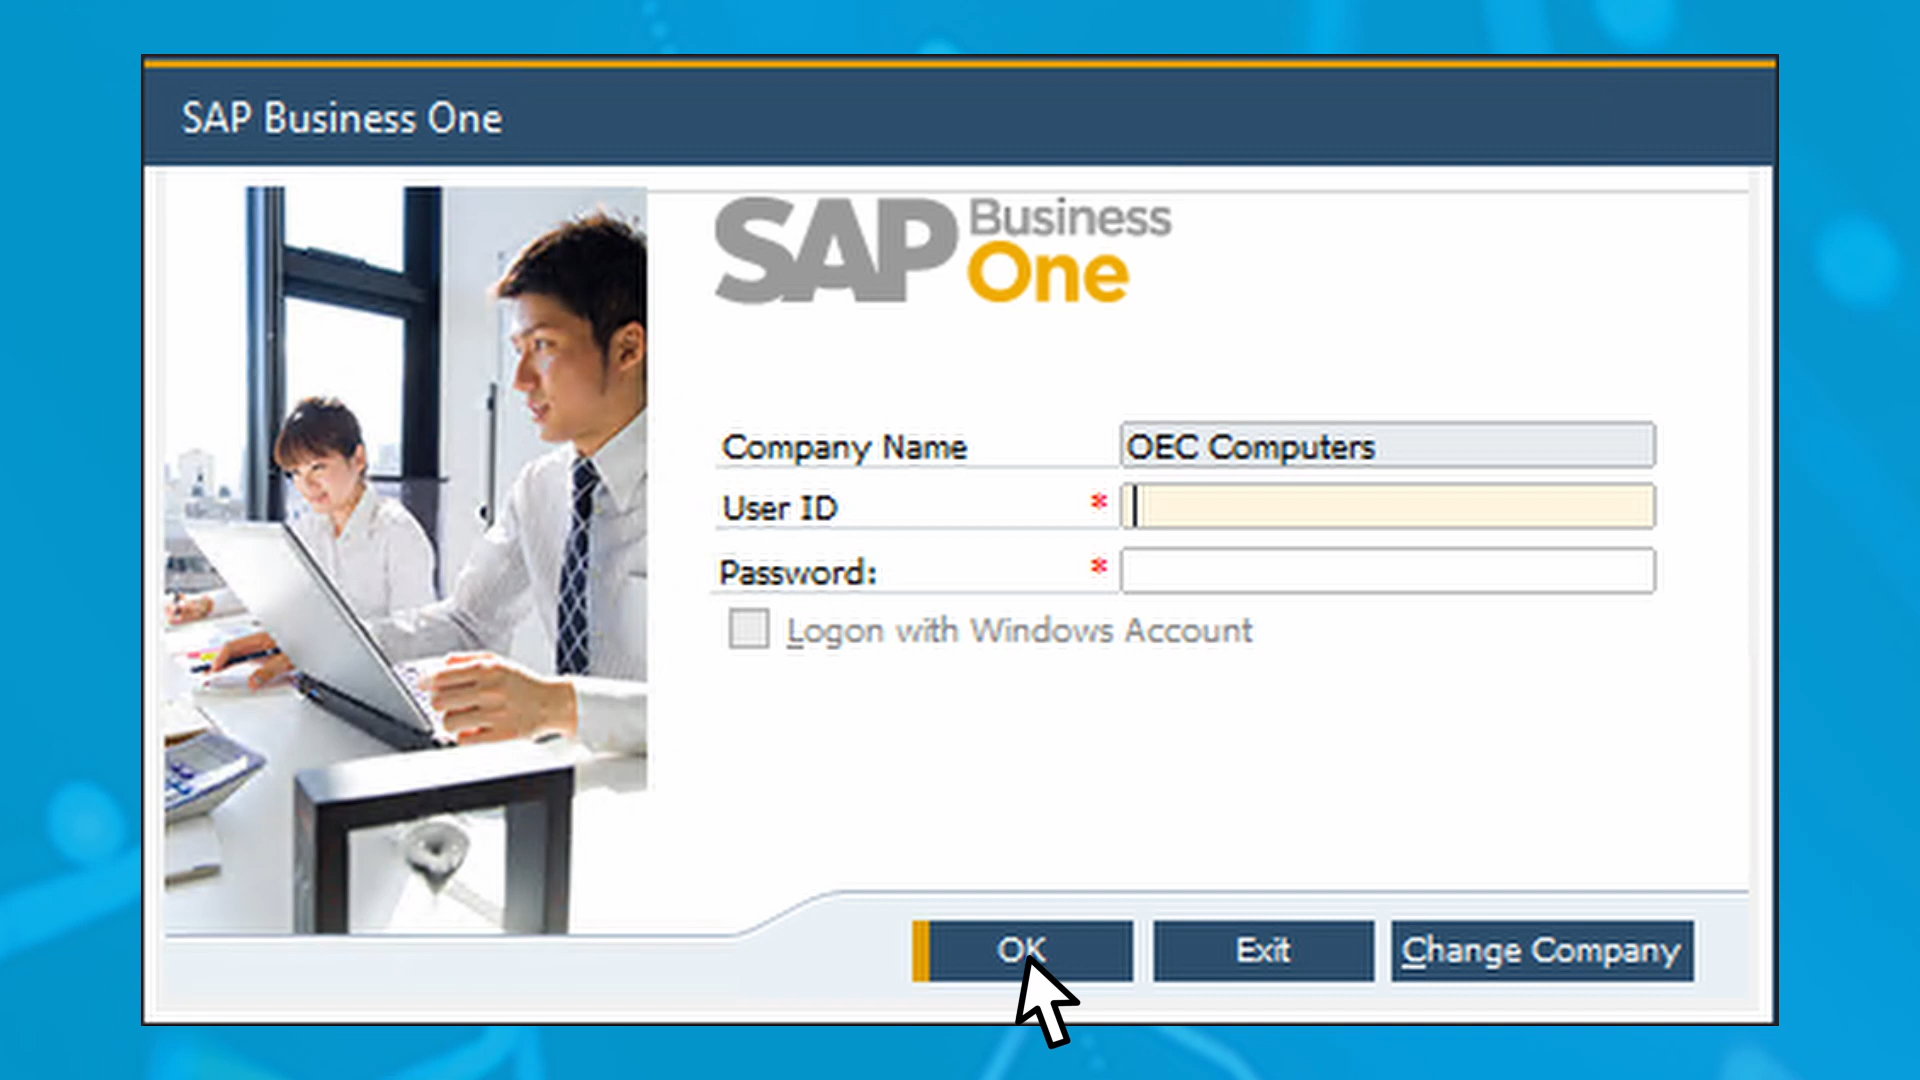 SAP Business One
SAP Business One
Company Name OEC Computers
User ID *
Password: *
Logon with Windows Account
OK Exit Change Company